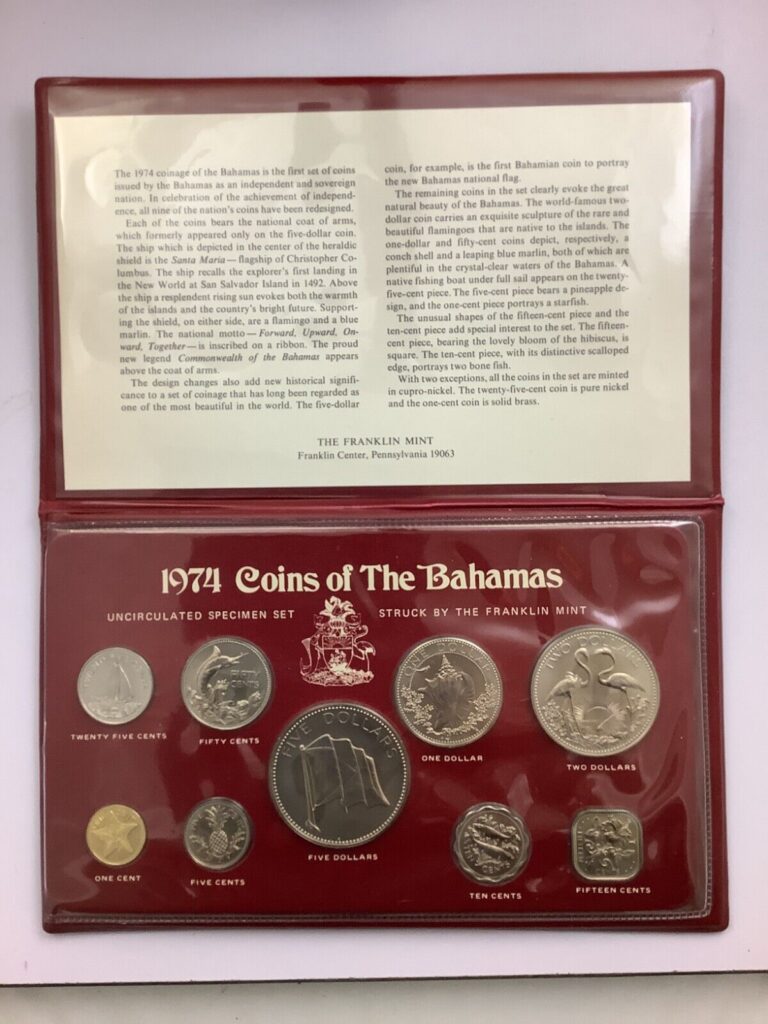 The 1974 coinage of the Bahamas is the first set of coins
issued by the Bahamas as an independent and sovereign
nation. In celebration of the achievement of independ-
ence, all nine of the nation's coins have been redesigned.
Each of the coins bears the national coat of arms,
which formerly appeared only on the five-dollar coin.
The ship which is depicted in the center of the heraldic
shield is the Santa Maria—flagship of Christopher Co-
lumbus. The ship recalls the explorer's first landing in
the New World at San Salvador Island in 1492. Above
the ship a resplendent rising sun evokes both the warmth
of the islands and the country's bright future. Support-
ing the shield, on either side, are a flamingo and a blue
marlin. The national motto—Forward, Upward, On-
ward, Together—is inscribed on a ribbon. The proud
new legend Commonwealth of the Bahamas appears
above the coat of arms.
The design changes also add new historical signifi-
cance to a set of coinage that has long been regarded as
one of the most beautiful in the world. The five-dollar
coin, for example, is the first Bahamian coin to portray
the new Bahamas national flag.
The remaining coins in the set clearly evoke the great
natural beauty of the Bahamas. The world-famous two-
dollar coin carries an exquisite sculpture of the rare and
beautiful flamingoes that are native to the islands. The
one-dollar and fifty-cent coins depict, respectively, a
conch shell and a leaping blue marlin, both of which are
plentiful in the crystal-clear waters of the Bahamas. A
native fishing boat under full sail appears on the twenty-
five-cent piece. The five-cent piece bears a pineapple de-
sign, and the one-cent piece portrays a starfish.
The unusual shapes of the fifteen-cent piece and the
ten-cent piece add special interest to the set. The fifteen-
cent piece, bearing the lovely bloom of the hibiscus, is
square. The ten-cent piece, with its distinctive scalloped
edge, portrays two bone fish.
With two exceptions, all the coins in the set are minted
in cupro-nickel. The twenty-five-cent coin is pure nickel
and the one-cent coin is solid brass.
THE FRANKLIN MINT
Franklin Center, Pennsylvania 19063
1974 Coins of The Bahamas
UNCIRCULATED SPECIMEN SET
STRUCK BY THE FRANKLIN MINT
FIFTY
CENTS
ONE DOLLAR
TWO DOLLARS
TWENTY FIVE CENTS
FIFTY CENTS
FIVE DOLLARS
ONE DOLLAR
TWO DOLLARS
ONE CENT
FIVE CENTS
FIVE DOLLARS
TEN CENTS
FIFTEEN CENTS